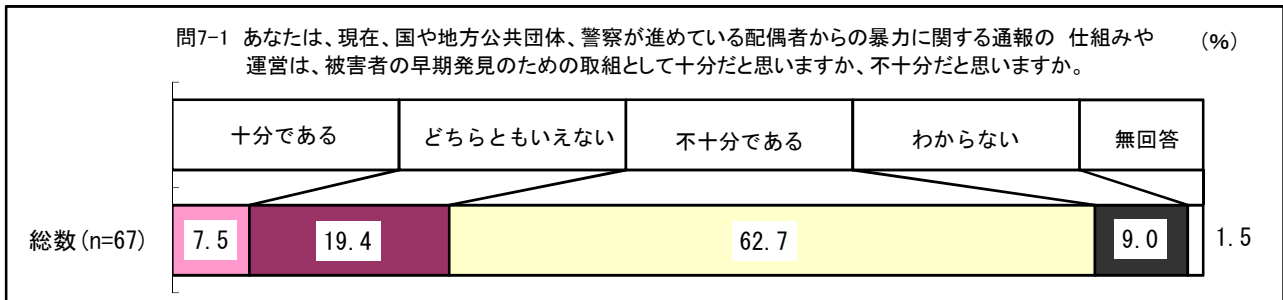 問7-1 あなたは、現在、国や地方公共団体、警察が進めている配偶者からの暴力に関する通報の 仕組みや (%)
運営は、被害者の早期発見のための取組として十分だと思いますか、不十分だと思いますか。
十分である どちらともいえない 不十分である わからない 無回答
総数(n=67) 7.5 19.4 62.7 9.0 1.5